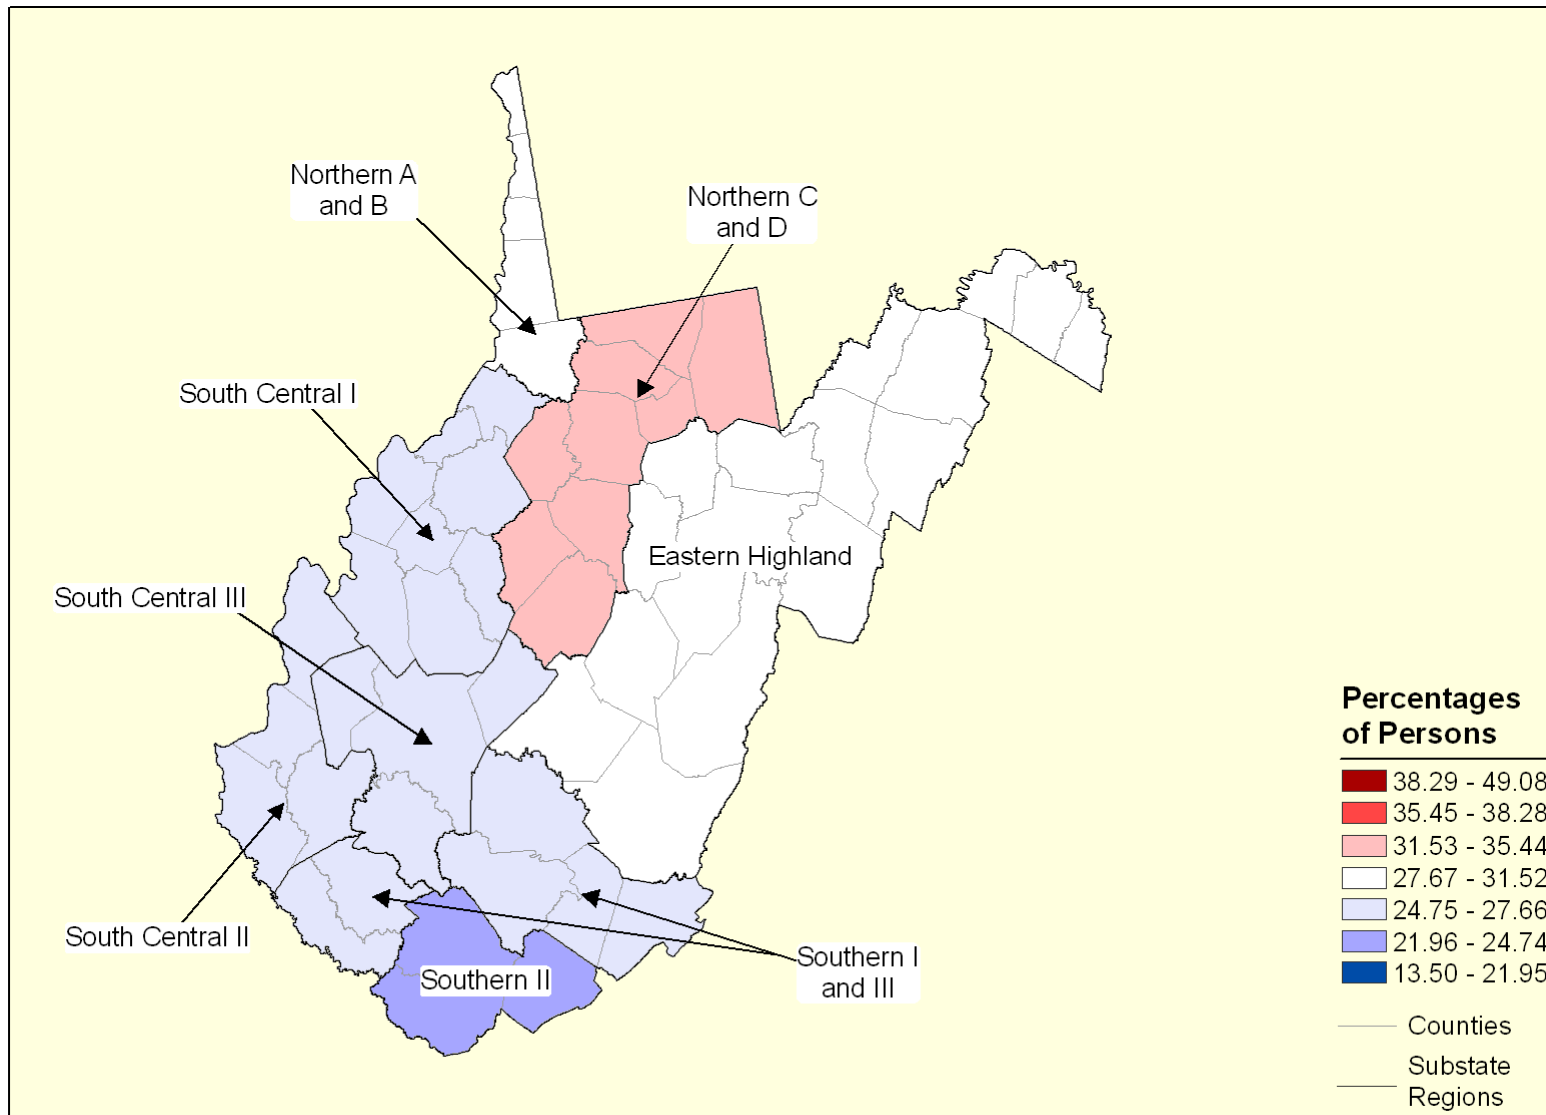 Northern A
and B
Northern C
and D
South Central I
Eastern Highland
South Central III
South Central II
Southern I
and III
Southern II
Percentages
of Persons
38.29 - 49.08
35.45 - 38.28
31.53 - 35.44
27.67 - 31.52
24.75 - 27.66
21.96 - 24.74
13.50 - 21.95
Counties
Substate
Regions